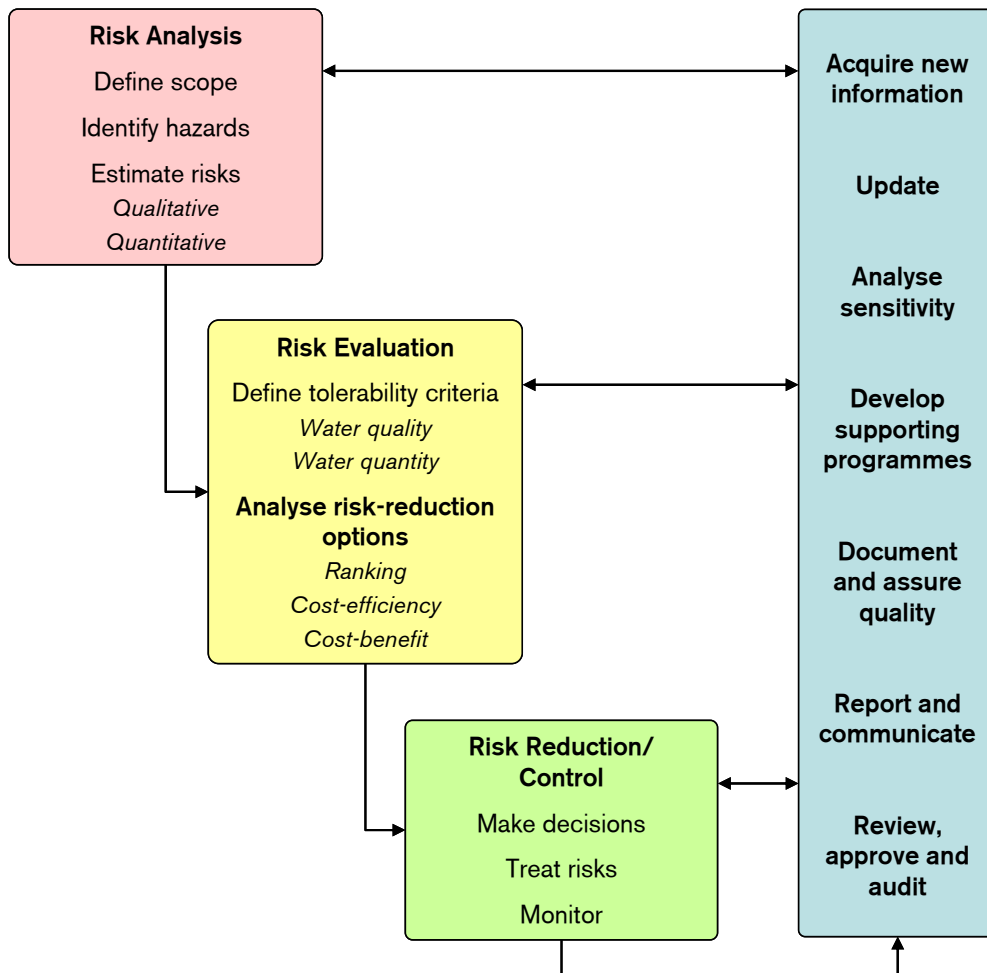 Risk Analysis
Define scope
Identify hazards
Estimate risks
Qualitative
Quantitative
Risk Evaluation
Define tolerability criteria
Water quality
Water quantity
Analyse risk-reduction
options
Ranking
Cost-efficiency
Cost-benefit
Risk Reduction/
Control
Make decisions
Treat risks
Monitor
Acquire new
information
Update
Analyse
sensitivity
Develop
supporting
programmes
Document
and assure
quality
Report and
communicate
Review,
approve and
audit